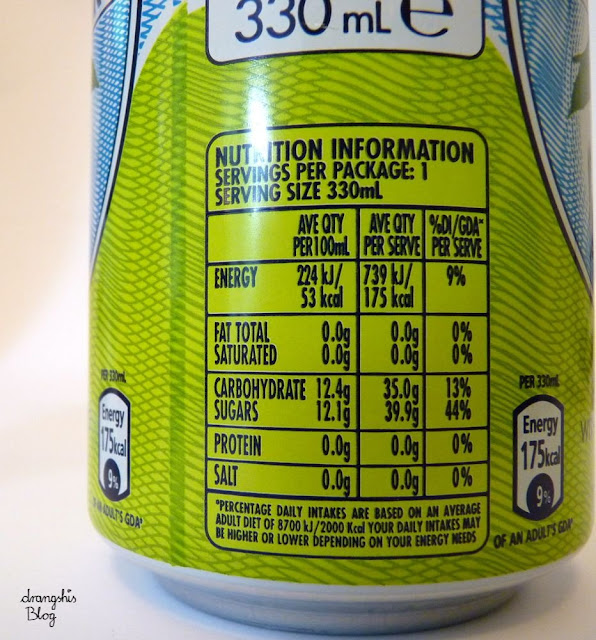 330 mL e
NUTRITION INFORMATION
SERVINGS PER PACKAGE: 1
SERVING SIZE 330mL
AVE QTY PER 100mL AVE QTY PER SERVE %DI/GDA* PER SERVE
ENERGY 224 kJ/ 53 kcal 739 kJ/ 175 kcal 9%
FAT TOTAL 0.0g 0.0g 0%
SATURATED 0.0g 0.0g 0%
CARBOHYDRATE 12.4g 35.0g 13%
SUGARS 12.1g 39.9g 44%
PROTEIN 0.0g 0.0g 0%
SALT 0.0g 0.0g 0%
*PERCENTAGE DAILY INTAKES ARE BASED ON AN AVERAGE
ADULT DIET OF 8700 kJ/2000 Kcal YOUR DAILY INTAKES MAY
BE HIGHER OR LOWER DEPENDING ON YOUR ENERGY NEEDS
PER 330mL
Energy
175kcal
9%
OF AN ADULT'S GDA*
PER 330mL
Energy
175kcal
9%
OF AN ADULT'S GDA*
drangshis
Blog